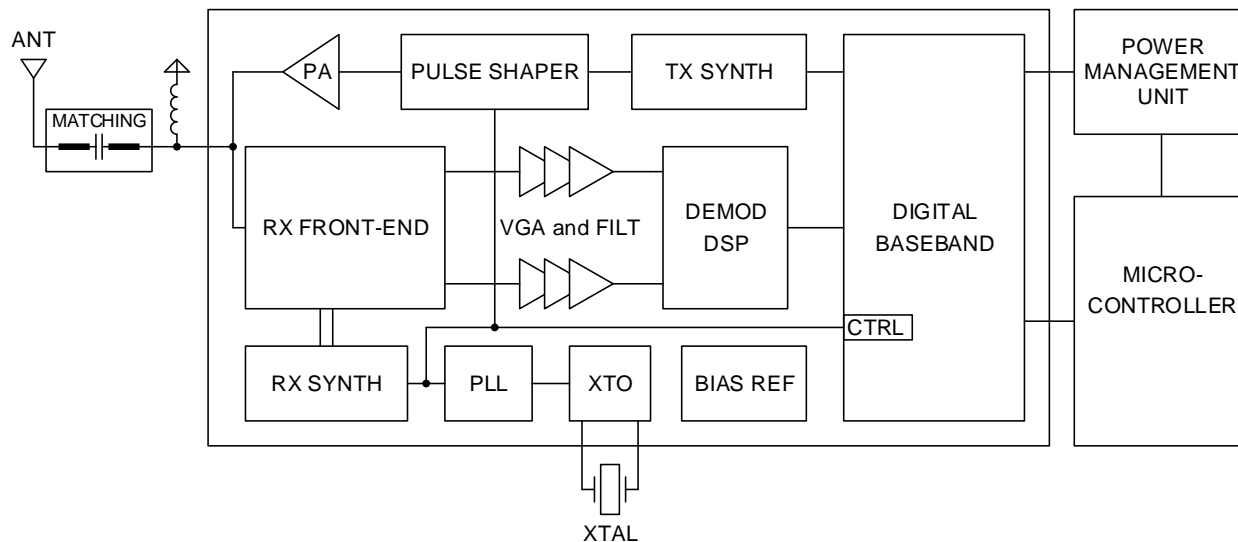 ANT
MATCHING
PA
PULSE SHAPER
TX SYNTH
POWER
MANAGEMENT
UNIT
RX FRONT-END
VGA and FILT
DEMOD
DSP
DIGITAL
BASEBAND
MICRO-
CONTROLLER
CTRL
RX SYNTH
PLL
XTO
BIAS REF
XTAL